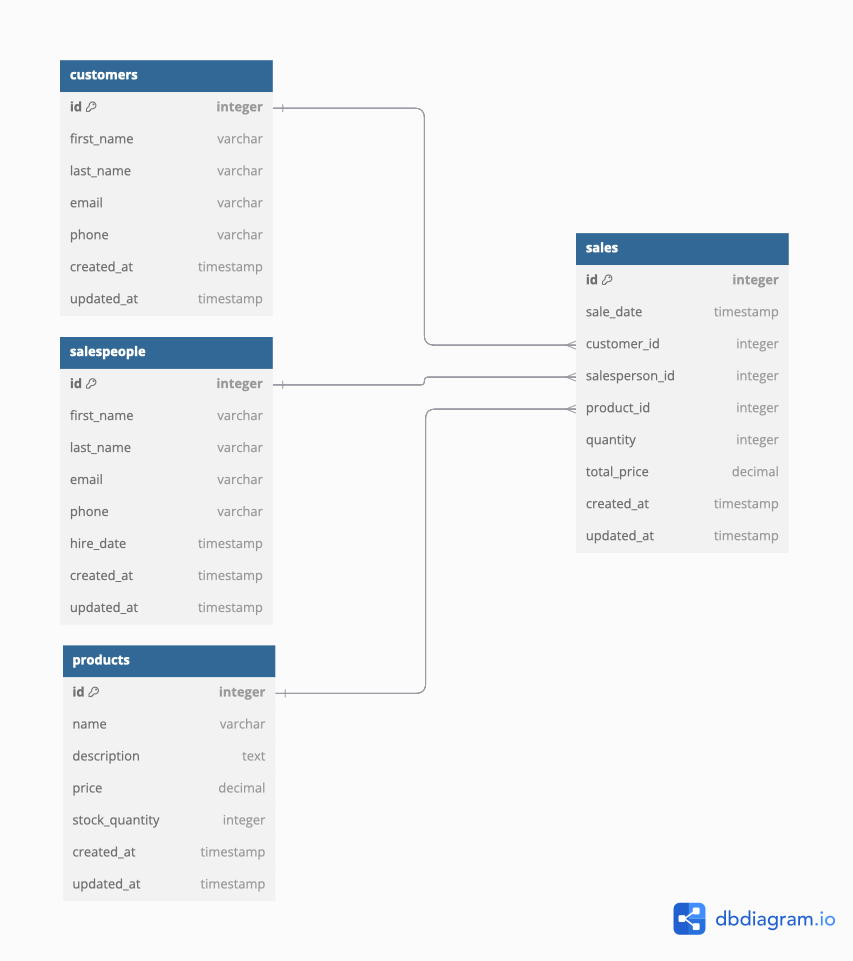 customers
id integer
first_name varchar
last_name varchar
email varchar
phone varchar
created_at timestamp
updated_at timestamp
salespeople
id integer
first_name varchar
last_name varchar
email varchar
phone varchar
hire_date timestamp
created_at timestamp
updated_at timestamp
products
id integer
name varchar
description text
price decimal
stock_quantity integer
created_at timestamp
updated_at timestamp
sales
id integer
sale_date timestamp
customer_id integer
salesperson_id integer
product_id integer
quantity integer
total_price decimal
created_at timestamp
updated_at timestamp
dbdiagram.io